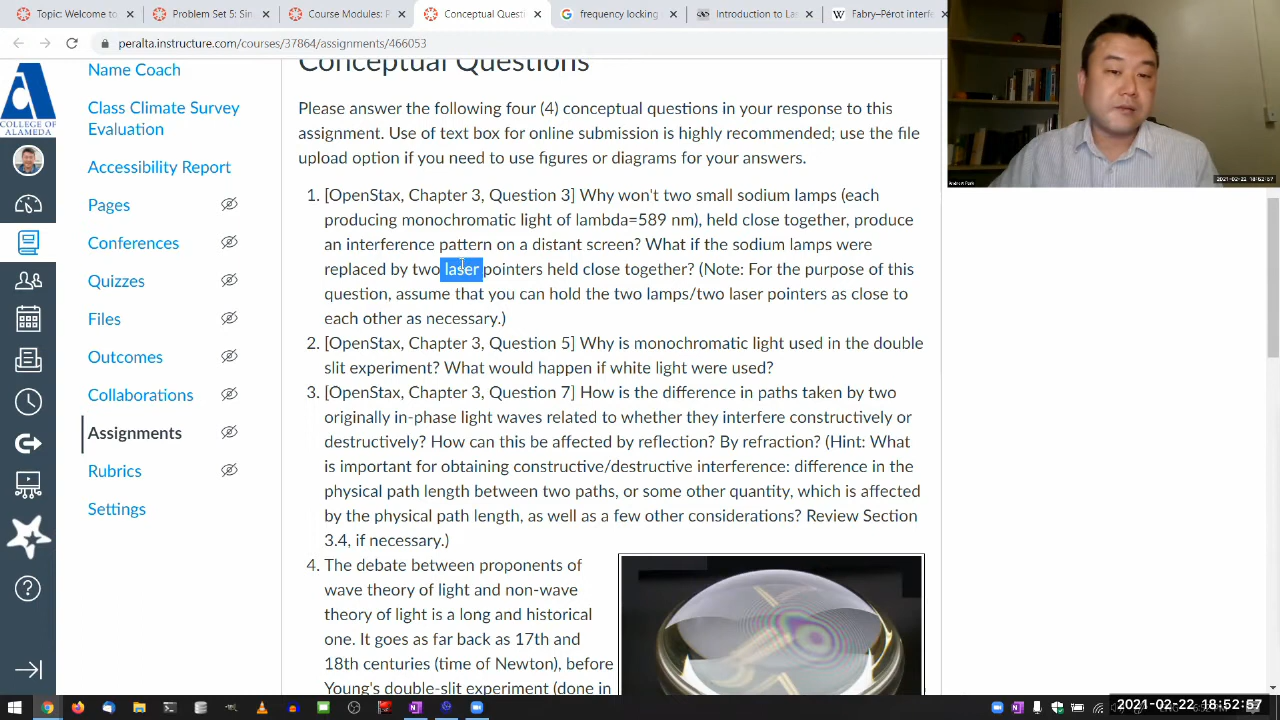 Topic: Introduct
Problem Set 5: Sin
Course Modules: P
Conceptual Questi
frequency locking
Introduction to La
Fabry–Pérot interfe
peralta.instructure.com/courses/37864/assignments/466053
COLLEGE OF
ALAMEDA
Name Coach
Class Climate Survey
Evaluation
Accessibility Report
Pages
Conferences
Quizzes
Files
Outcomes
Collaborations
Assignments
Rubrics
Settings
Conceptual Questions
Please answer the following four (4) conceptual questions in your response to this
assignment. Use of text box for online submission is highly recommended; use the file
upload option if you need to use figures or diagrams for your answers.
1. [OpenStax, Chapter 3, Question 3] Why won't two small sodium lamps (each
producing monochromatic light of lambda=589 nm), held close together, produce
an interference pattern on a distant screen? What if the sodium lamps were
replaced by two laser pointers held close together? (Note: For the purpose of this
question, assume that you can hold the two lamps/two laser pointers as close to
each other as necessary.)
2. [OpenStax, Chapter 3, Question 5] Why is monochromatic light used in the double
slit experiment? What would happen if white light were used?
3. [OpenStax, Chapter 3, Question 7] How is the difference in paths taken by two
originally in-phase light waves related to whether they interfere constructively or
destructively? How can this be affected by reflection? By refraction? (Hint: What
is important for obtaining constructive/destructive interference: difference in the
physical path length between two paths, or some other quantity, which is affected
by the physical path length, as well as a few other considerations? Review Section
3.4, if necessary.)
4. The debate between proponents of
wave theory of light and non-wave
theory of light is a long and historical
one. It goes as far back as 17th and
18th centuries (time of Newton), before
Young's double-slit experiment (done in
2021-02-22 18:52:57
2021-02-22 18:52:57